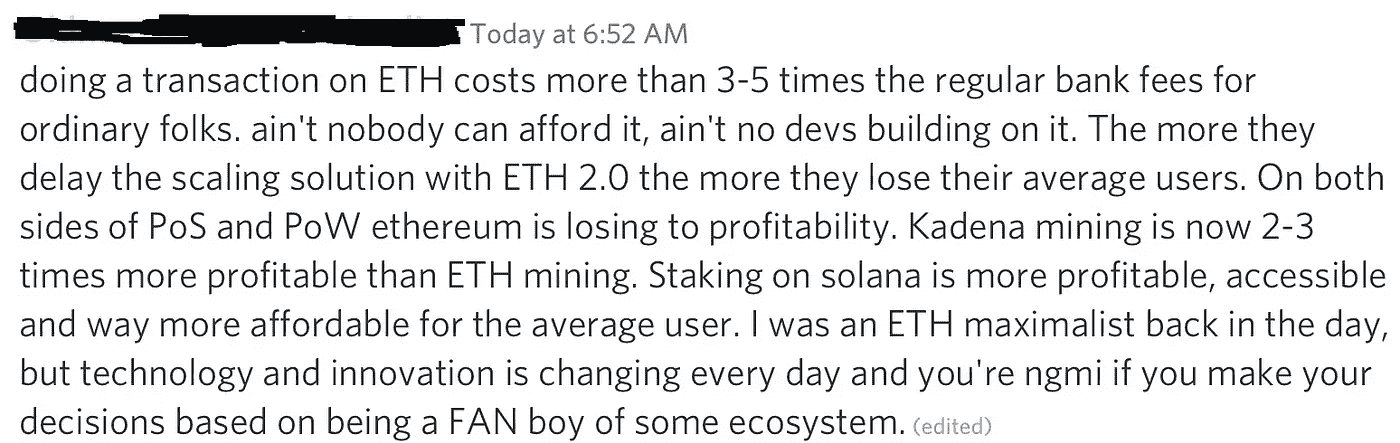 Today at 6:52 AM
doing a transaction on ETH costs more than 3-5 times the regular bank fees for
ordinary folks. ain't nobody can afford it, ain't no devs building on it. The more they
delay the scaling solution with ETH 2.0 the more they lose their average users. On both
sides of PoS and PoW ethereum is losing to profitability. Kadena mining is now 2-3
times more profitable than ETH mining. Staking on solana is more profitable, accessible
and way more affordable for the average user. I was an ETH maximalist back in the day,
but technology and innovation is changing every day and you're ngmi if you make your
decisions based on being a FAN boy of some ecosystem. (edited)